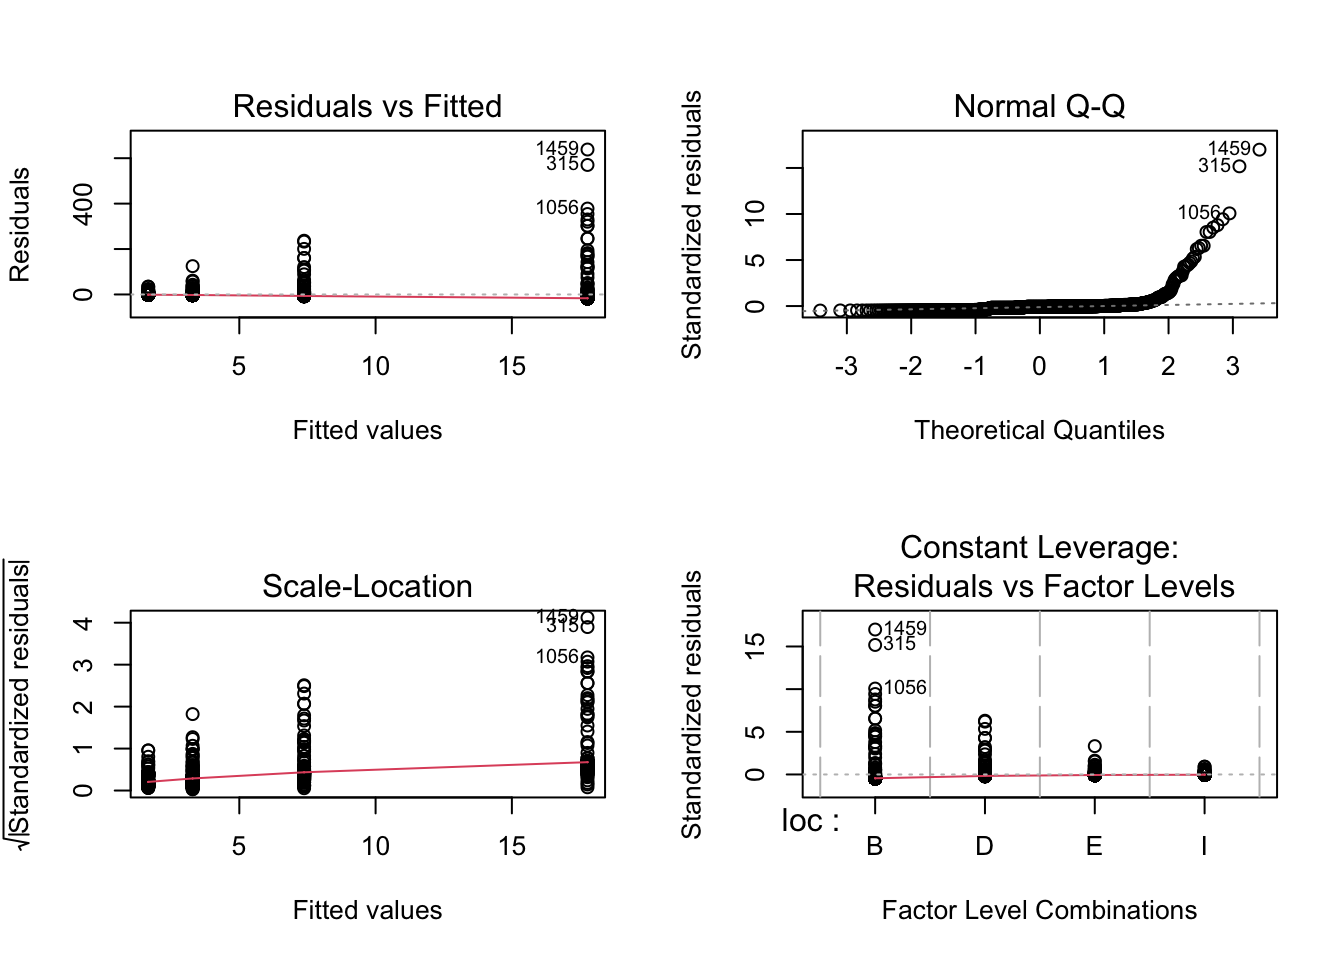 Residuals vs Fitted
Residuals
400
0
1459
315
1056
5 10 15
Fitted values
Normal Q-Q
Standardized residuals
10
5
0
1459
315
1056
-3 -2 -1 0 1 2 3
Theoretical Quantiles
Scale-Location
√|Standardized residuals|
4
3
2
1
0
1459
315
1056
5 10 15
Fitted values
Constant Leverage:
Residuals vs Factor Levels
Standardized residuals
15
5
0
1459
315
1056
loc :
B D E I
Factor Level Combinations